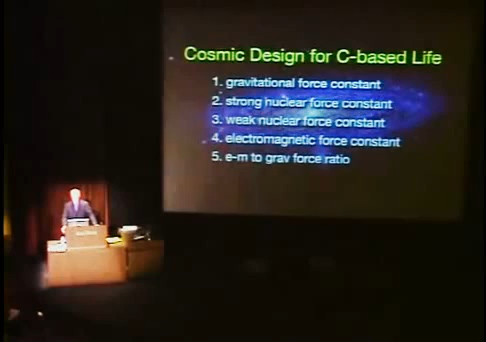 Cosmic Design for C-based Life
1. gravitational force constant
2. strong nuclear force constant
3. weak nuclear force constant
4. electromagnetic force constant
5. e-m to grav force ratio